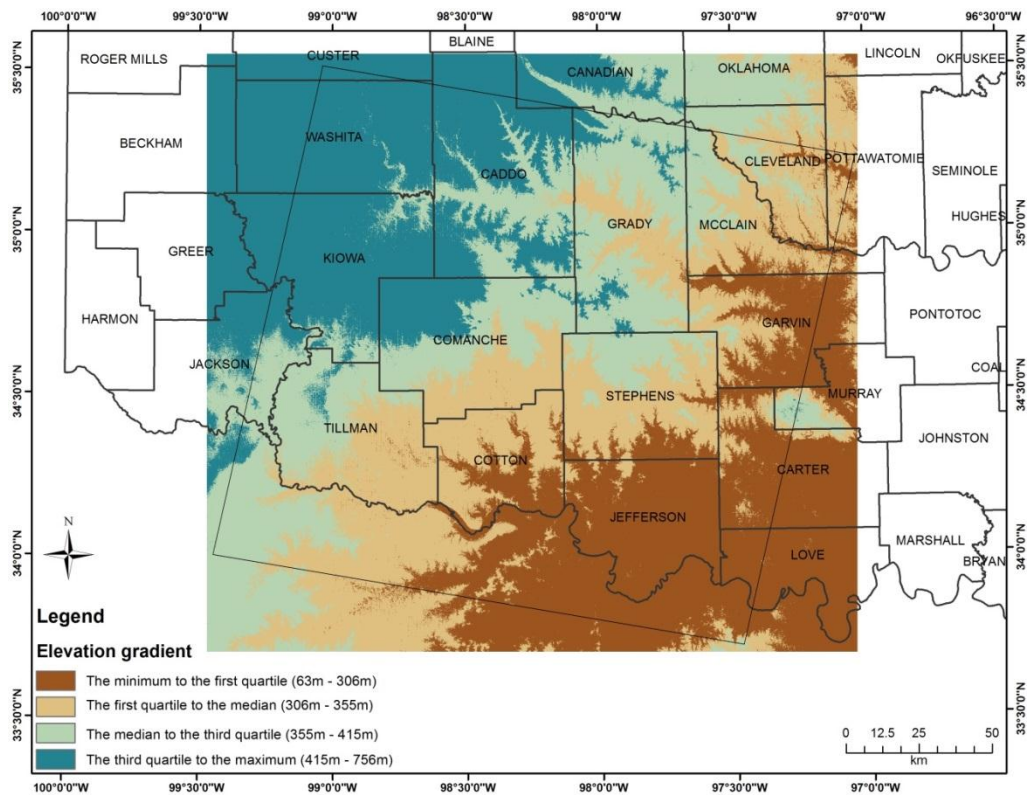 100°0'0"W 99°30'0"W 99°0'0"W 98°30'0"W 98°0'0"W 97°30'0"W 97°0'0"W 96°30'0"W
35°30'0"N
35°0'0"N
34°30'0"N
34°0'0"N
33°30'0"N
35°30'0"N
35°0'0"N
34°30'0"N
34°0'0"N
33°30'0"N
BLAINE
ROGER MILLS
CUSTER
CANADIAN
OKLAHOMA
LINCOLN
OKFUSKEE
BECKHAM
WASHITA
CADDO
CLEVELAND
POTTAWATOMIE
SEMINOLE
HUGHES
GREER
KIOWA
GRADY
MCCLAIN
HARMON
JACKSON
COMANCHE
GARVIN
PONTOTOC
COAL
TILLMAN
STEPHENS
MURRAY
JOHNSTON
COTTON
CARTER
JEFFERSON
LOVE
MARSHALL
BRYAN
N
Legend
Elevation gradient
The minimum to the first quartile (63m - 306m)
The first quartile to the median (306m - 355m)
The median to the third quartile (355m - 415m)
The third quartile to the maximum (415m - 756m)
0 12.5 25 50
km
100°0'0"W 99°30'0"W 99°0'0"W 98°30'0"W 98°0'0"W 97°30'0"W 97°0'0"W 96°30'0"W